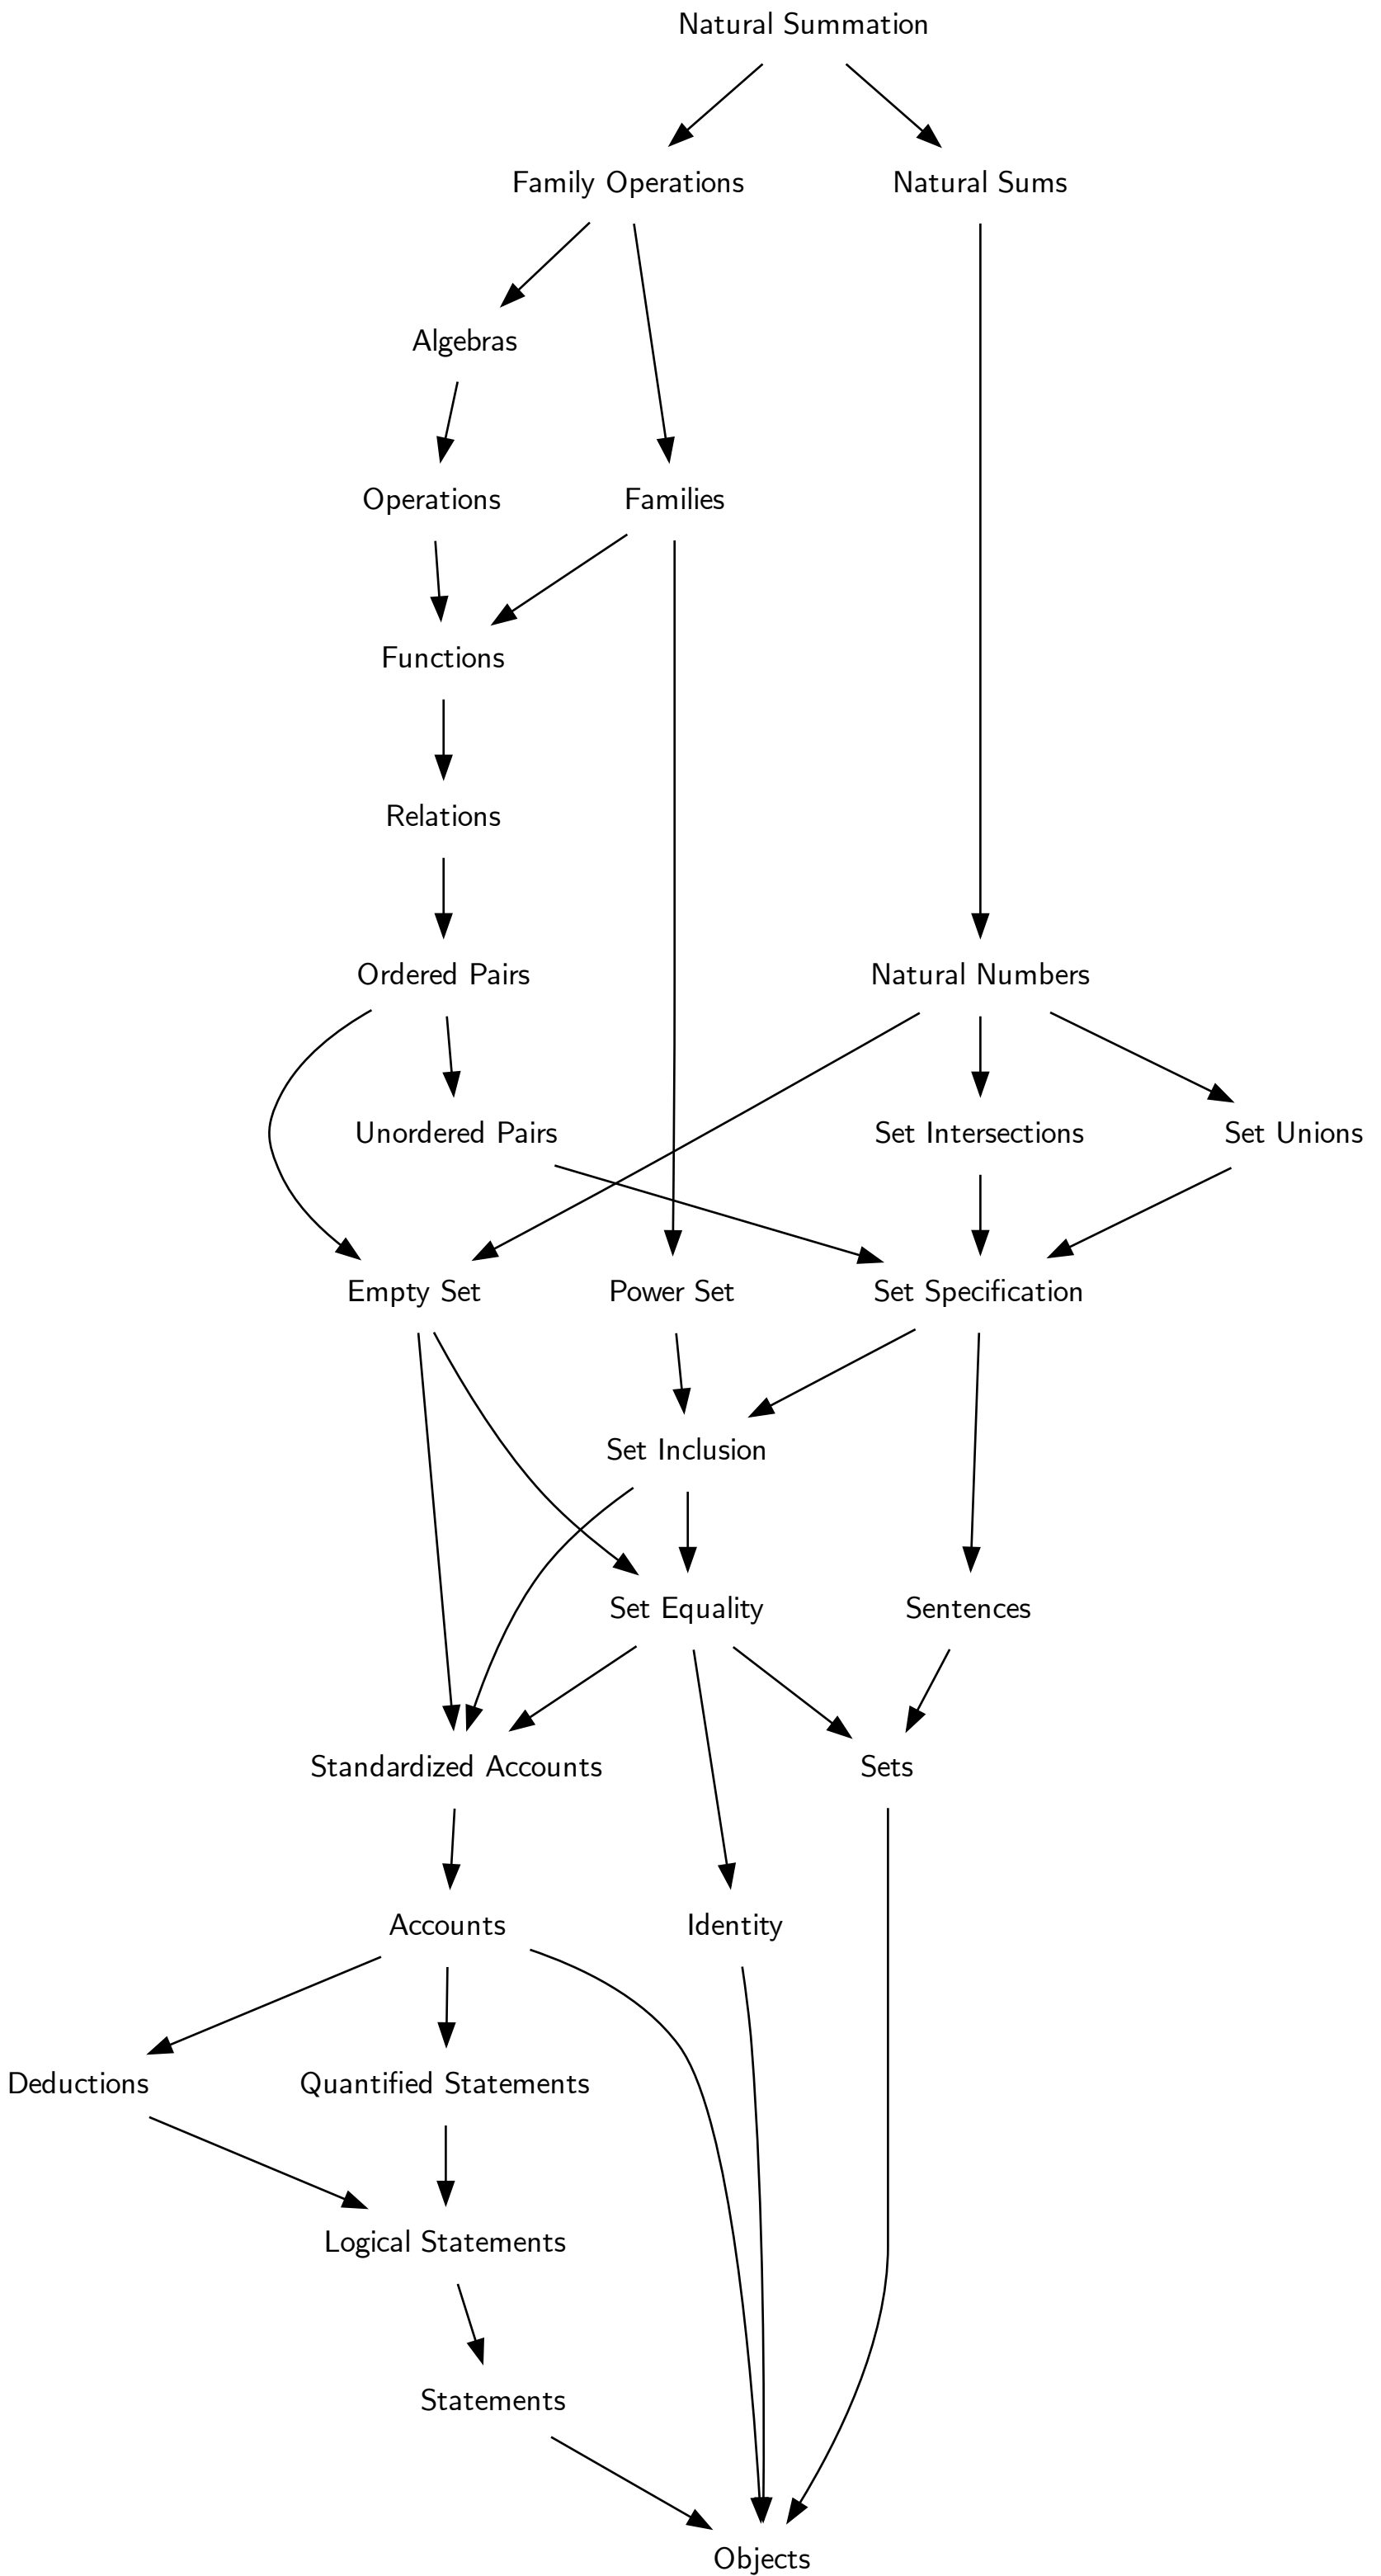 Natural Summation
Family Operations
Natural Sums
Algebras
Operations
Families
Functions
Relations
Ordered Pairs
Natural Numbers
Unordered Pairs
Set Intersections
Set Unions
Empty Set
Power Set
Set Specification
Set Inclusion
Set Equality
Sentences
Standardized Accounts
Sets
Accounts
Identity
Deductions
Quantified Statements
Logical Statements
Statements
Objects